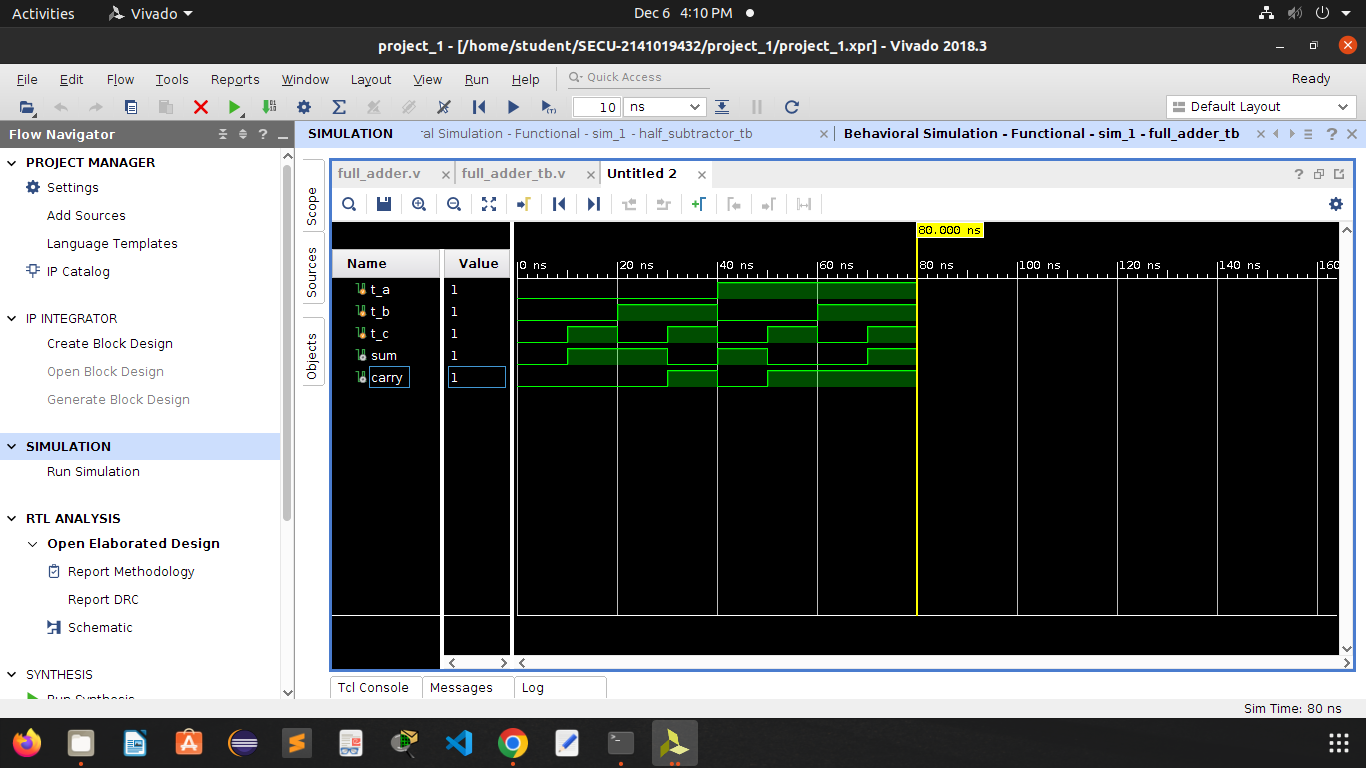 Activities
Vivado
Dec 6 4:10 PM
project_1 - [/home/student/SECU-2141019432/project_1/project_1.xpr] - Vivado 2018.3
File Edit Flow Tools Reports Window Layout View Run Help
Quick Access
Ready
10 ns
Default Layout
Flow Navigator
PROJECT MANAGER
Settings
Add Sources
Language Templates
IP Catalog
IP INTEGRATOR
Create Block Design
Open Block Design
Generate Block Design
SIMULATION
Run Simulation
RTL ANALYSIS
Open Elaborated Design
Report Methodology
Report DRC
Schematic
SYNTHESIS
Run Synthesis
SIMULATION
ral Simulation - Functional - sim_1 - half_subtractor_tb
Behavioral Simulation - Functional - sim_1 - full_adder_tb
Scope
Sources
Objects
full_adder.v
full_adder_tb.v
Untitled 2
80.000 ns
Name Value
0 ns 20 ns 40 ns 60 ns 80 ns 100 ns 120 ns 140 ns 160
t_a 1
t_b 1
t_c 1
sum 1
carry 1
Tcl Console
Messages
Log
Sim Time: 80 ns